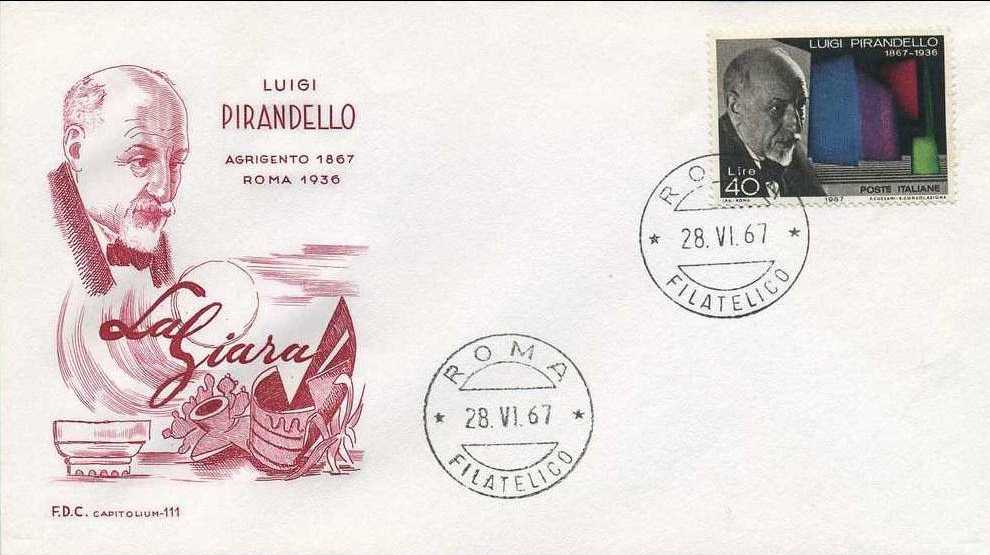 LUIGI
PIRANDELLO
AGRIGENTO 1867
ROMA 1936
La Giara
F.D.C. CAPITOLIUM-111
LUIGI PIRANDELLO
1867-1936
Lire
40
POSTE ITALIANE
I.P.S.-ROMA
1967
ROMA
28. VI. 67
FILATELICO
ROMA
28. VI. 67
FILATELICO